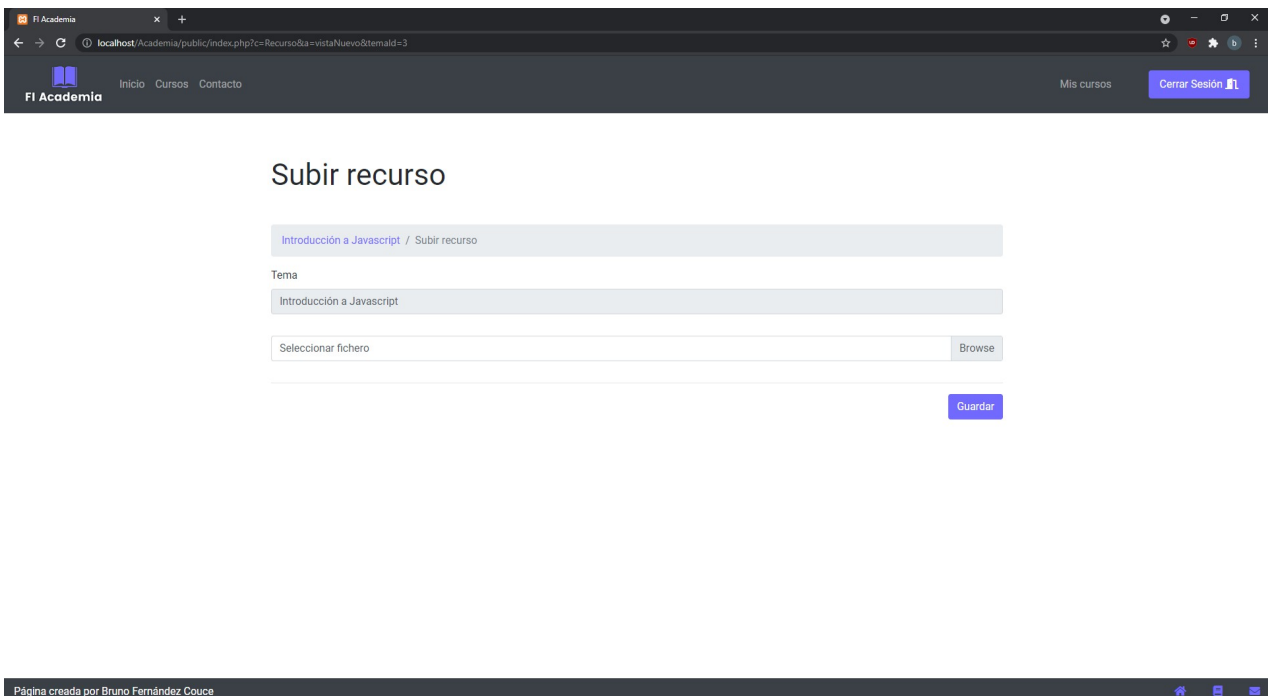 FI Academia
localhost/Academia/public/index.php?c=Recurso&a=vistaNuevo&temaId=3
FI Academia
Inicio Cursos Contacto
Mis cursos
Cerrar Sesión
Subir recurso
Introducción a Javascript / Subir recurso
Tema
Introducción a Javascript
Seleccionar fichero
Browse
Guardar
Página creada por Bruno Fernández Couce